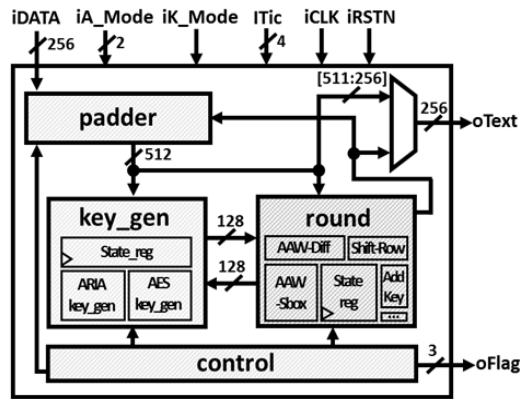 iDATA iA_Mode iK_Mode ITic iCLK iRSTN
256 2 4
[511:256]
padder
256 oText
512
key_gen 128 round
State_reg AAW-Diff Shift-Row
128
ARIA key_gen AES key_gen AAW -Sbox State reg Add Key
...
control 3 oFlag